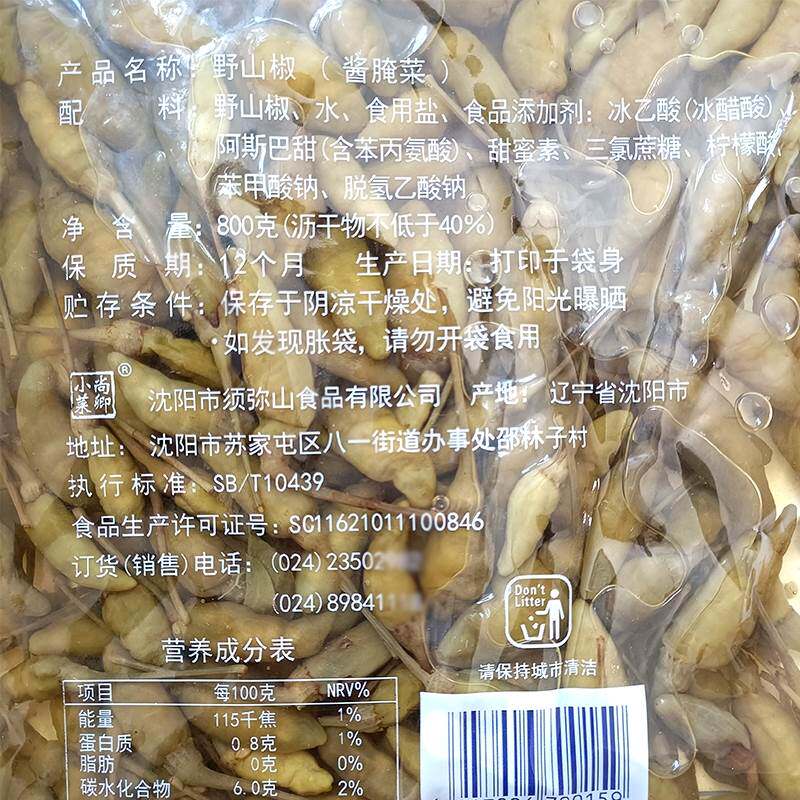 产品名称：野山椒（酱腌菜）
配料：野山椒、水、食用盐、食品添加剂：冰乙酸(冰醋酸)
阿斯巴甜(含苯丙氨酸)、甜蜜素、三氯蔗糖、柠檬酸
苯甲酸钠、脱氢乙酸钠
净含量：800克(沥干物不低于40%)
保质期：12个月 生产日期：打印于袋身
贮存条件：保存于阴凉干燥处，避免阳光曝晒
·如发现胀袋，请勿开袋食用
尚卿小菜® 沈阳市须弥山食品有限公司 产地：辽宁省沈阳市
地址：沈阳市苏家屯区八一街道办事处邵林子村
执行标准：SB/T10439
食品生产许可证号：SC11621011100846
订货(销售)电话：(024)23502
(024)89841
Don't Litter
营养成分表
请保持城市清洁
项目 每100克 NRV%
能量 115千焦 1%
蛋白质 0.8克 1%
脂肪 0克 0%
碳水化合物 6.0克 2%